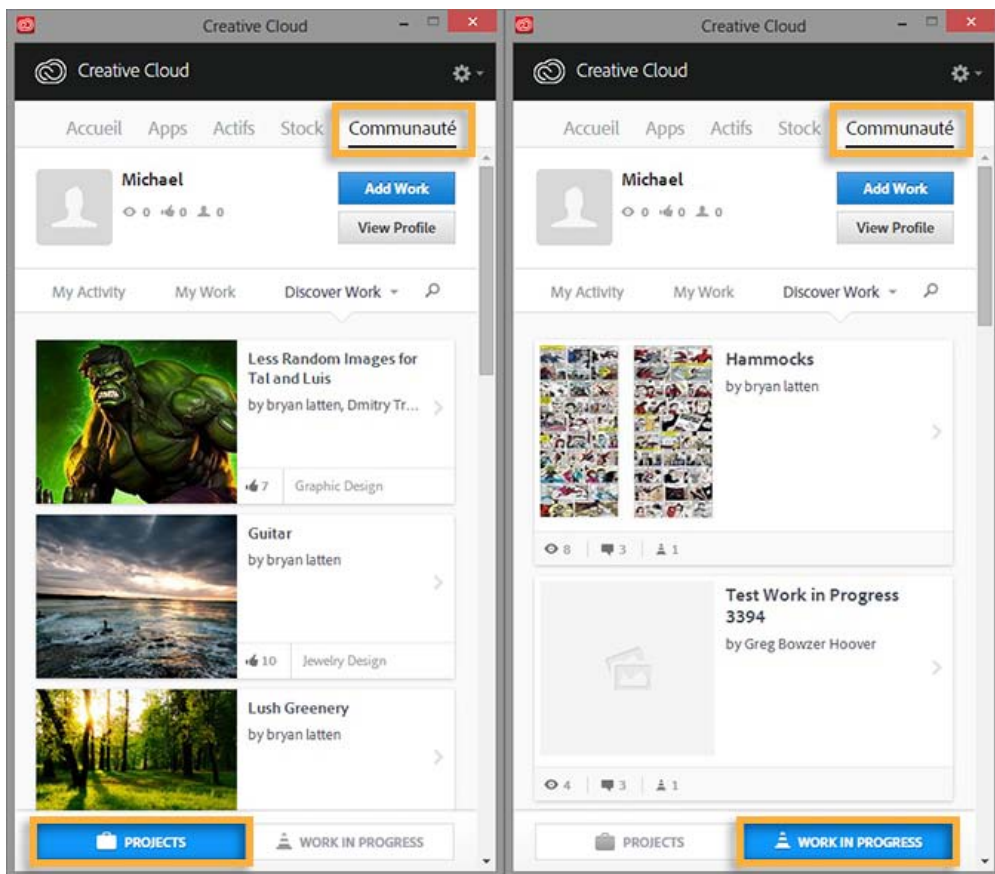 Creative Cloud
Creative Cloud
Accueil Apps Actifs Stock Communauté
Michael
0 0 0
Add Work
View Profile
My Activity My Work Discover Work
Less Random Images for
Tal and Luis
by bryan latten, Dmitry Tr...
7 Graphic Design
Guitar
by bryan latten
10 Jewelry Design
Lush Greenery
by bryan latten
PROJECTS WORK IN PROGRESS
Creative Cloud
Creative Cloud
Accueil Apps Actifs Stock Communauté
Michael
0 0 0
Add Work
View Profile
My Activity My Work Discover Work
Hammocks
by bryan latten
8 3 1
Test Work in Progress
3394
by Greg Bowzer Hoover
4 3 1
PROJECTS WORK IN PROGRESS